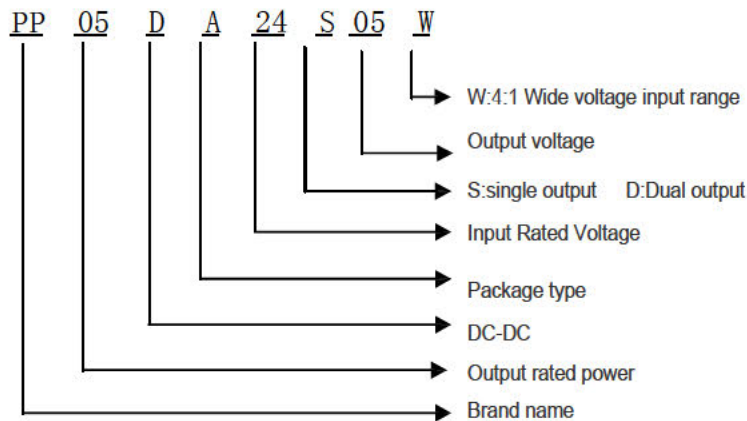 PP 05 D A 24 S 05 W
W:4:1 Wide voltage input range
Output voltage
S:single output D:Dual output
Input Rated Voltage
Package type
DC-DC
Output rated power
Brand name